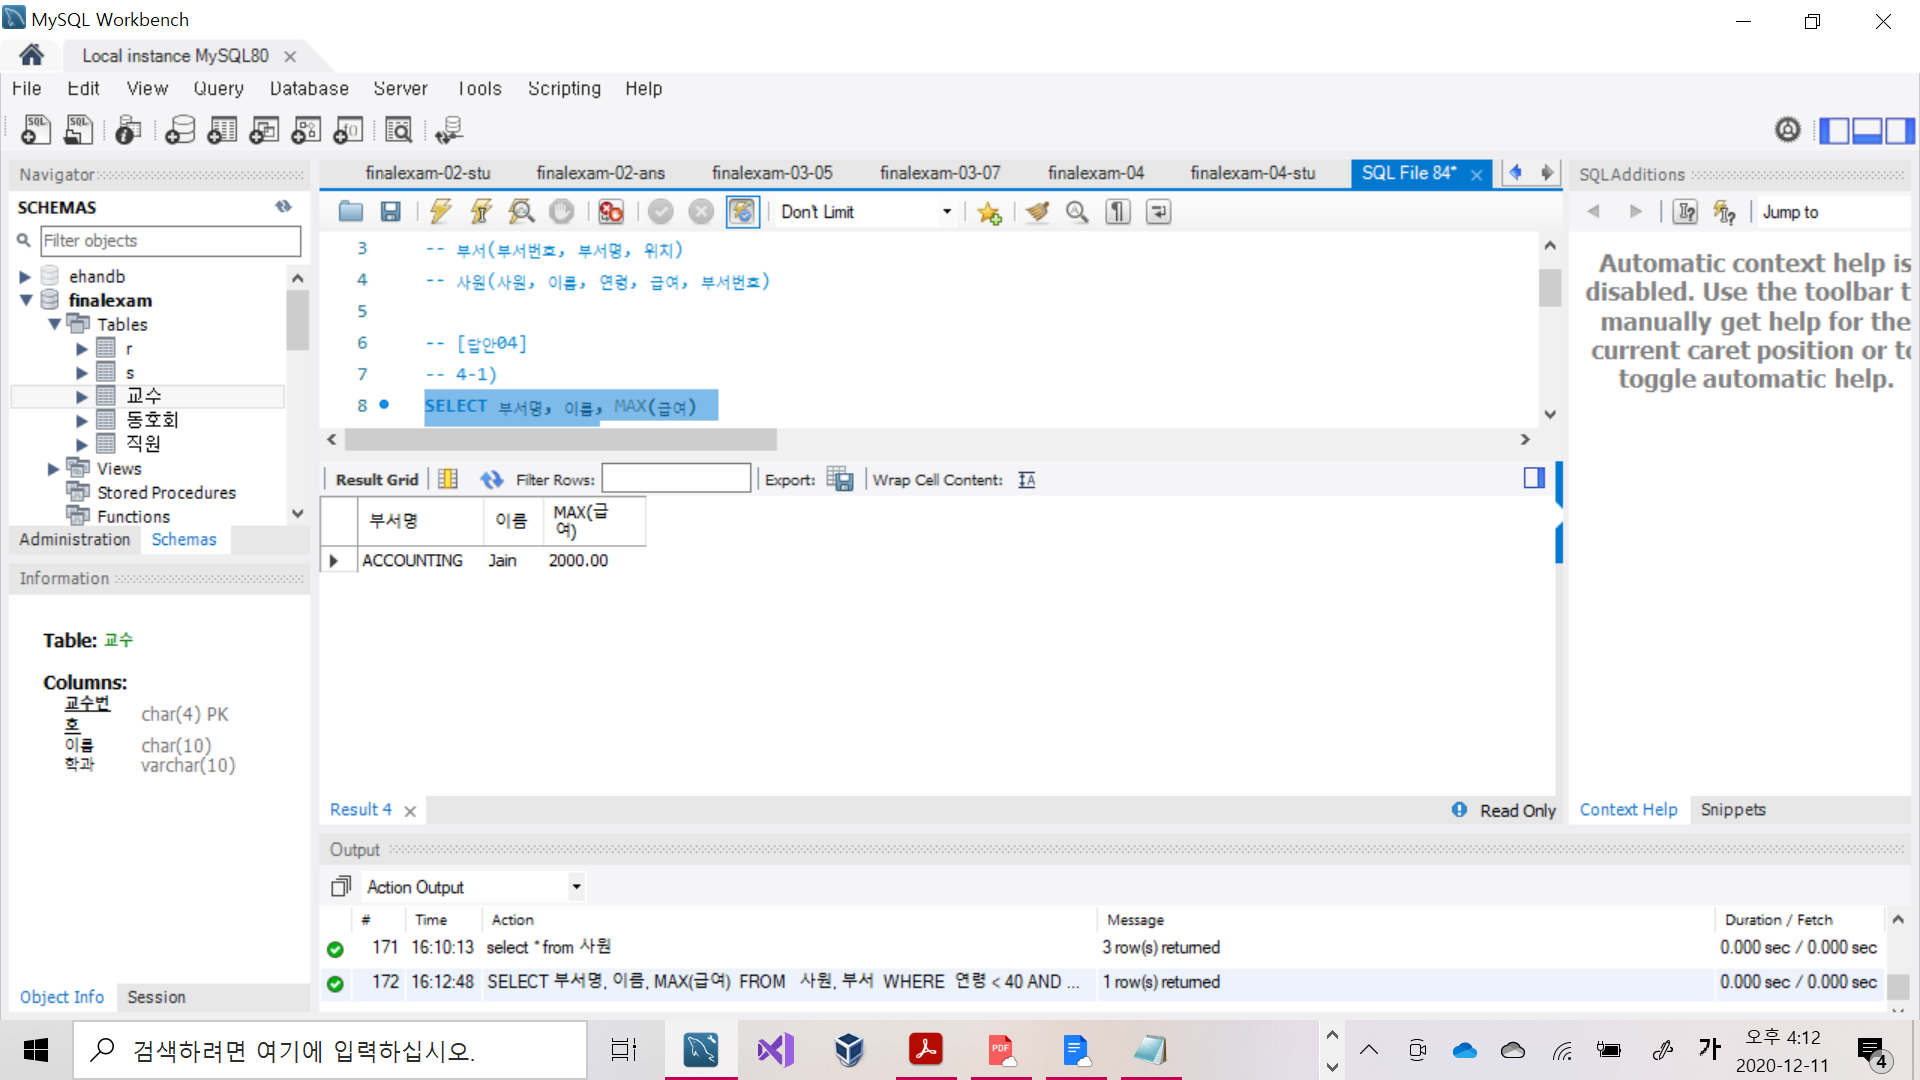 MySQL Workbench
Local instance MySQL80
File Edit View Query Database Server Tools Scripting Help
Navigator
SCHEMAS
Filter objects
ehandb
finalexam
Tables
r
s
교수
동호회
직원
Views
Stored Procedures
Functions
Administration Schemas
Information
Table: 교수
Columns:
교수번호 char(4) PK
이름 char(10)
학과 varchar(10)
Object Info Session
finalexam-02-stu finalexam-02-ans finalexam-03-05 finalexam-03-07 finalexam-04 finalexam-04-stu SQL File 84*
Don't Limit
3 -- 부서(부서번호, 부서명, 위치)
4 -- 사원(사원, 이름, 연령, 급여, 부서번호)
5
6 -- [답안04]
7 -- 4-1)
8 SELECT 부서명, 이름, MAX(급여)
Result Grid Filter Rows: Export: Wrap Cell Content:
부서명 이름 MAX(급여)
ACCOUNTING Jain 2000.00
Result 4
Read Only
SQLAdditions
Jump to
Automatic context help is
disabled. Use the toolbar t
manually get help for the
current caret position or to
toggle automatic help.
Context Help Snippets
Output
Action Output
# Time Action Message Duration / Fetch
171 16:10:13 select * from 사원 3 row(s) returned 0.000 sec / 0.000 sec
172 16:12:48 SELECT 부서명, 이름, MAX(급여) FROM 사원, 부서 WHERE 연령 < 40 AND ... 1 row(s) returned 0.000 sec / 0.000 sec
검색하려면 여기에 입력하십시오.
PDF
가
오후 4:12
2020-12-11
4